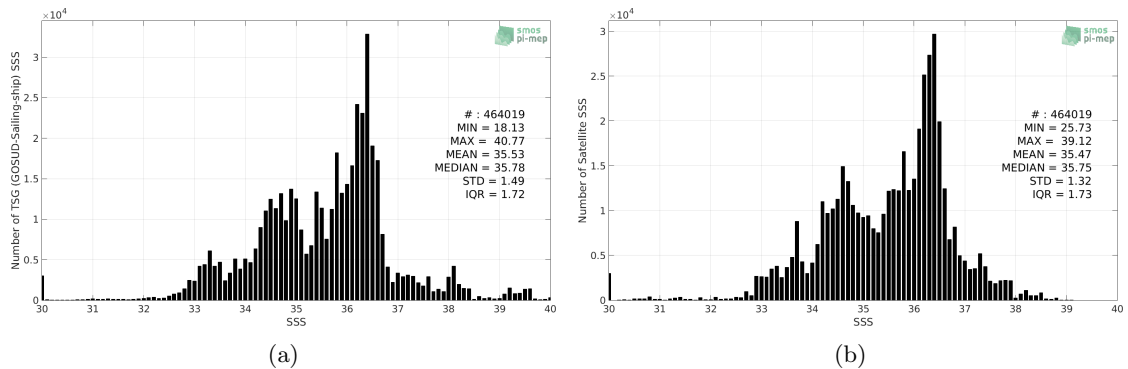 ×10⁴
smos
pi-mep
Number of TSG (GOSUD-Sailing-ship) SSS
3
2.5
2
1.5
1
0.5
0
# : 464019
MIN = 18.13
MAX = 40.77
MEAN = 35.53
MEDIAN = 35.78
STD = 1.49
IQR = 1.72
30 31 32 33 34 35 36 37 38 39 40
SSS
(a)
×10⁴
smos
pi-mep
Number of Satellite SSS
3
2.5
2
1.5
1
0.5
0
# : 464019
MIN = 25.73
MAX = 39.12
MEAN = 35.47
MEDIAN = 35.75
STD = 1.32
IQR = 1.73
30 31 32 33 34 35 36 37 38 39 40
SSS
(b)